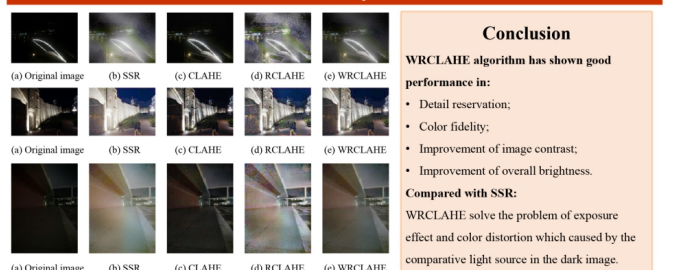 (a) Original image (b) SSR (c) CLAHE (d) RCLAHE (e) WRCLAHE
(a) Original image (b) SSR (c) CLAHE (d) RCLAHE (e) WRCLAHE
(a) Original image (b) SSR (c) CLAHE (d) RCLAHE (e) WRCLAHE
Conclusion
WRCLAHE algorithm has shown good
performance in:
• Detail reservation;
• Color fidelity;
• Improvement of image contrast;
• Improvement of overall brightness.
Compared with SSR:
WRCLAHE solve the problem of exposure
effect and color distortion which caused by the
comparative light source in the dark image.